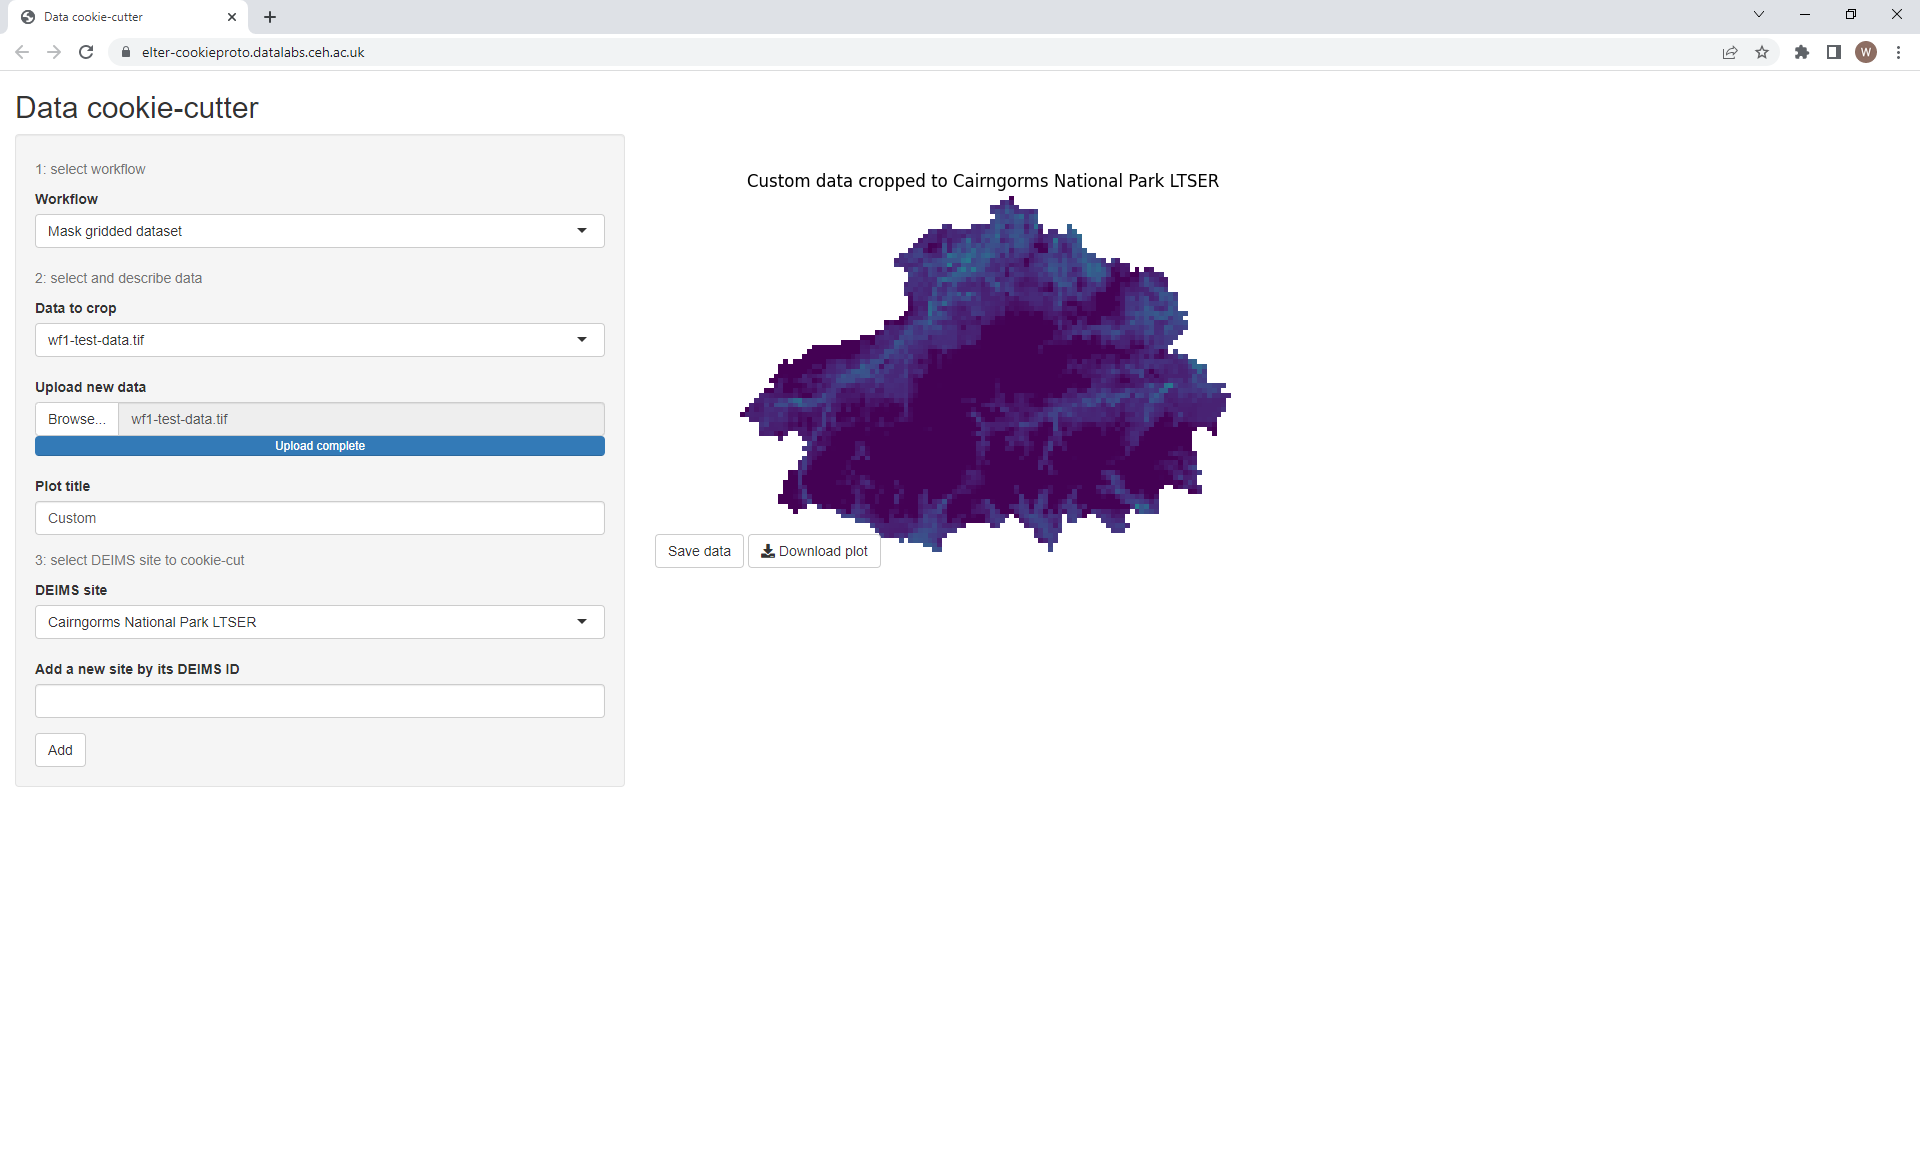 Data cookie-cutter
elter-cookieproto.datalabs.ceh.ac.uk
W
Data cookie-cutter
1: select workflow
Workflow
Mask gridded dataset
2: select and describe data
Data to crop
wf1-test-data.tif
Upload new data
Browse... wf1-test-data.tif
Upload complete
Plot title
Custom
3: select DEIMS site to cookie-cut
DEIMS site
Cairngorms National Park LTSER
Add a new site by its DEIMS ID
Add
Custom data cropped to Cairngorms National Park LTSER
Save data Download plot